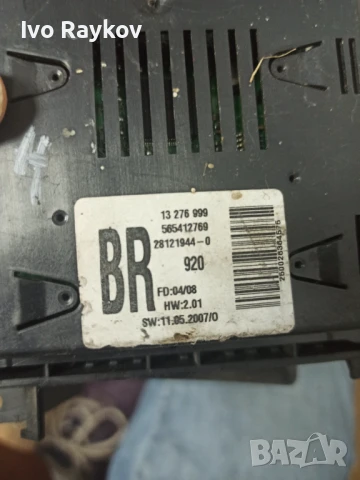 Ivo Raykov
13 276 999
565412769
28121944-0
BR 920
FD:04/08
HW:2.01
SW:11.05.2007/0
BAZAR